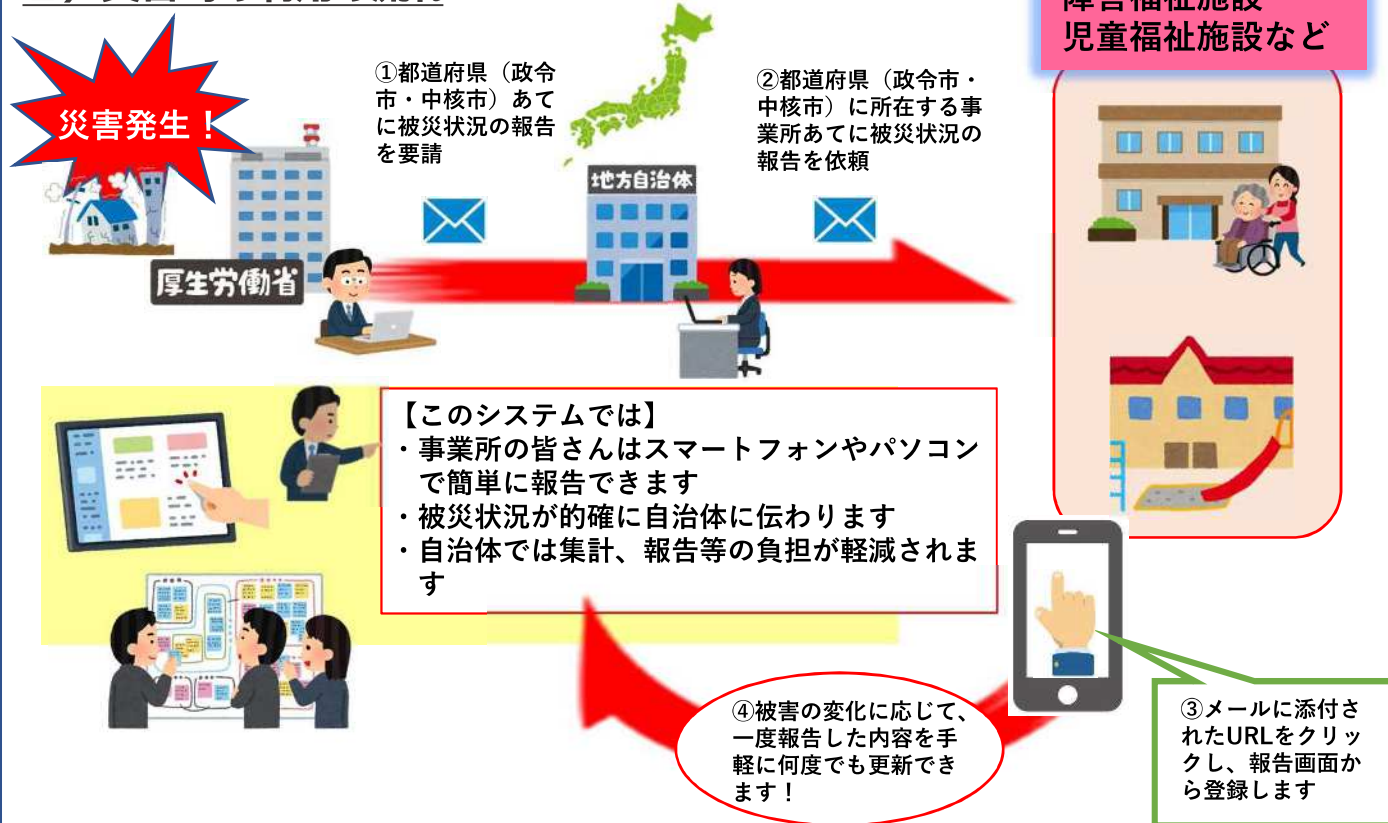 障害福祉施設
児童福祉施設など
災害発生！
①都道府県（政令
市・中核市）あて
に被災状況の報告
を要請
②都道府県（政令市・
中核市）に所在する事
業所あてに被災状況の
報告を依頼
地方自治体
厚生労働省
【このシステムでは】
・事業所の皆さんはスマートフォンやパソコン
で簡単に報告できます
・被災状況が的確に自治体に伝わります
・自治体では集計、報告等の負担が軽減されま
す
③メールに添付さ
れたURLをクリッ
クし、報告画面か
ら登録します
④被害の変化に応じて、
一度報告した内容を手
軽に何度でも更新でき
ます！